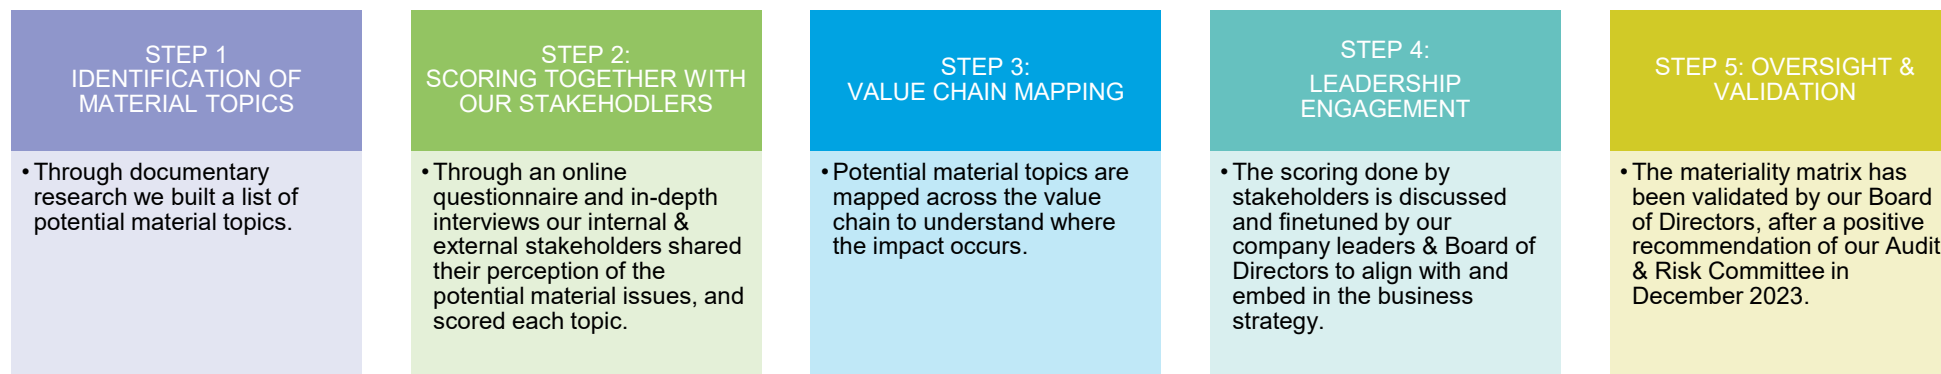 STEP 1
IDENTIFICATION OF
MATERIAL TOPICS
• Through documentary
research we built a list of
potential material topics.
STEP 2:
SCORING TOGETHER WITH
OUR STAKEHODLERS
• Through an online
questionnaire and in-depth
interviews our internal &
external stakeholders shared
their perception of the
potential material issues, and
scored each topic.
STEP 3:
VALUE CHAIN MAPPING
• Potential material topics are
mapped across the value
chain to understand where
the impact occurs.
STEP 4:
LEADERSHIP
ENGAGEMENT
• The scoring done by
stakeholders is discussed
and finetuned by our
company leaders & Board of
Directors to align with and
embed in the business
strategy.
STEP 5: OVERSIGHT &
VALIDATION
• The materiality matrix has
been validated by our Board
of Directors, after a positive
recommendation of our Audit
& Risk Committee in
December 2023.